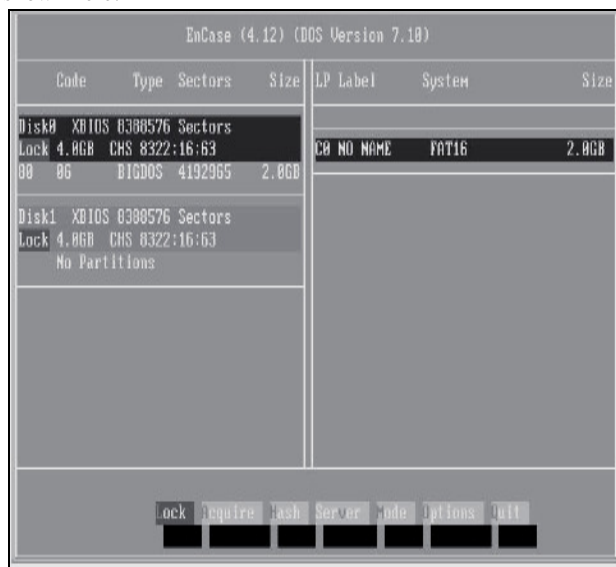 EnCase (4.12) (DOS Version 7.10)
Code Type Sectors Size
Disk0 XBIOS 8388576 Sectors
Lock 4.0GB CHS 8322:16:63
00 06 BIGDOS 4192965 2.0GB
Disk1 XBIOS 8388576 Sectors
Lock 4.0GB CHS 8322:16:63
No Partitions
LP Label System Size
C0 NO NAME FAT16 2.0GB
Lock Acquire Hash Server Mode Options Quit